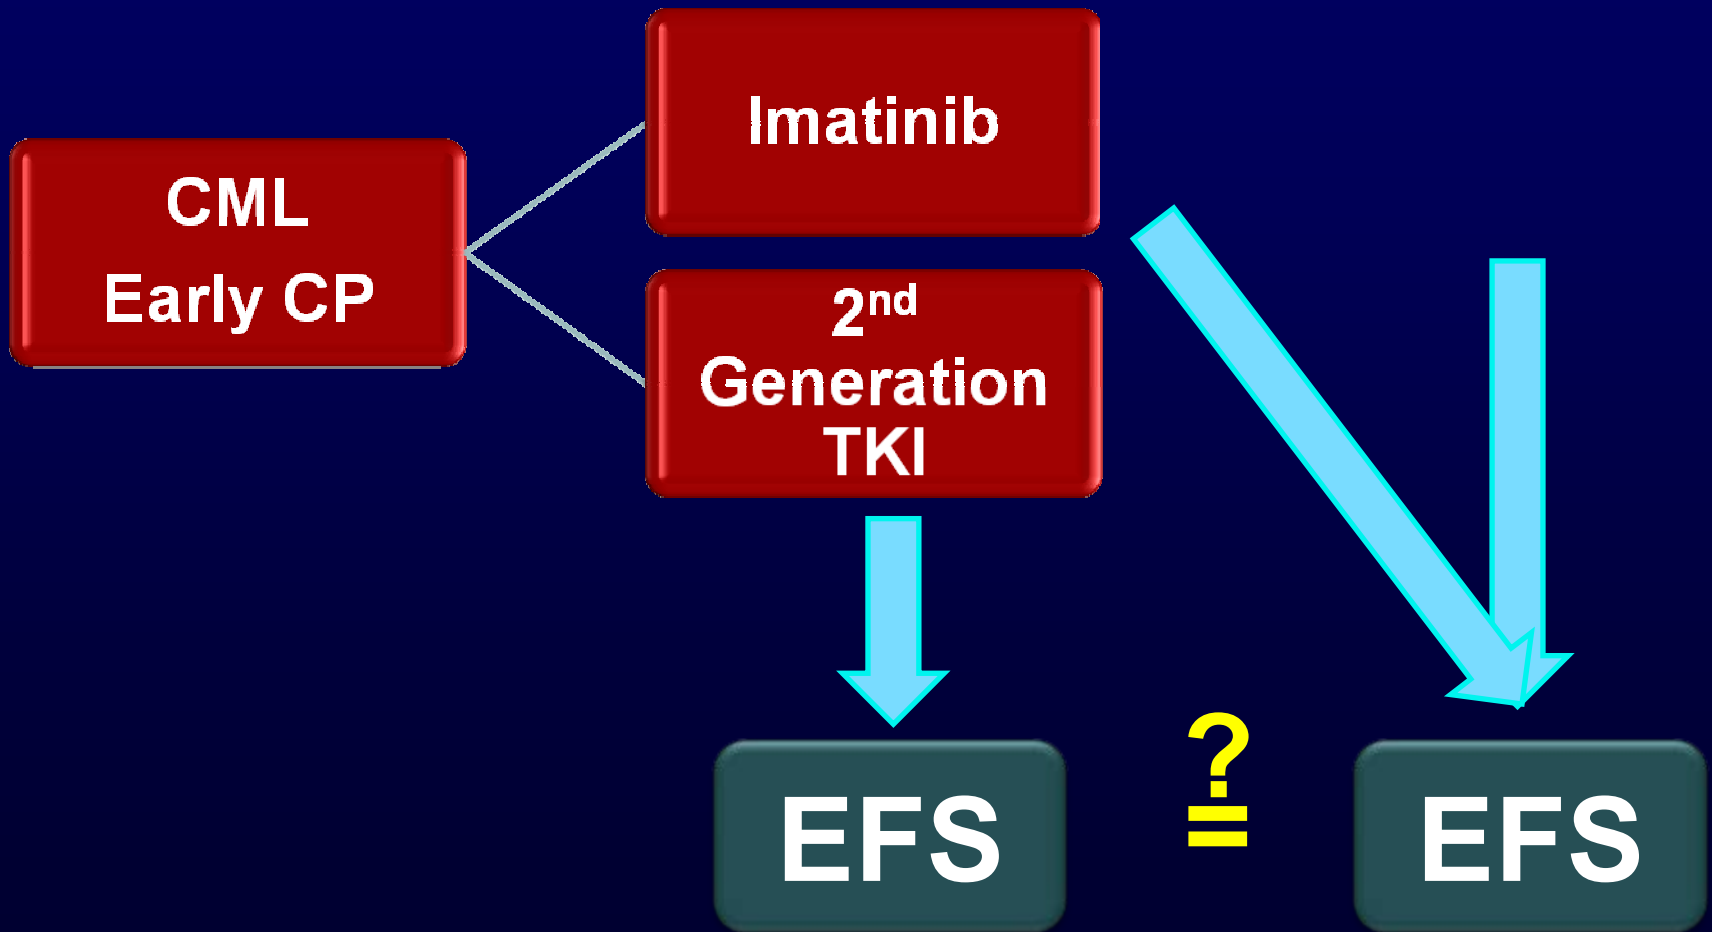 CML
Early CP
Imatinib
2nd
Generation
TKI
EFS
?
=
EFS